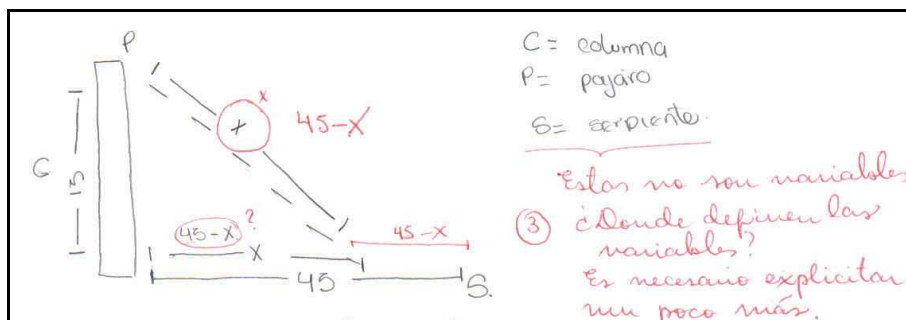 P
C = columna
P = pajáro
S = serpiente.
x
x
45-X
G
15
45-X
?
x
45-X
45
S.
Estas no son variables
③ ¿Donde definen las
variables?
Es necesario explicitar
un poco más.